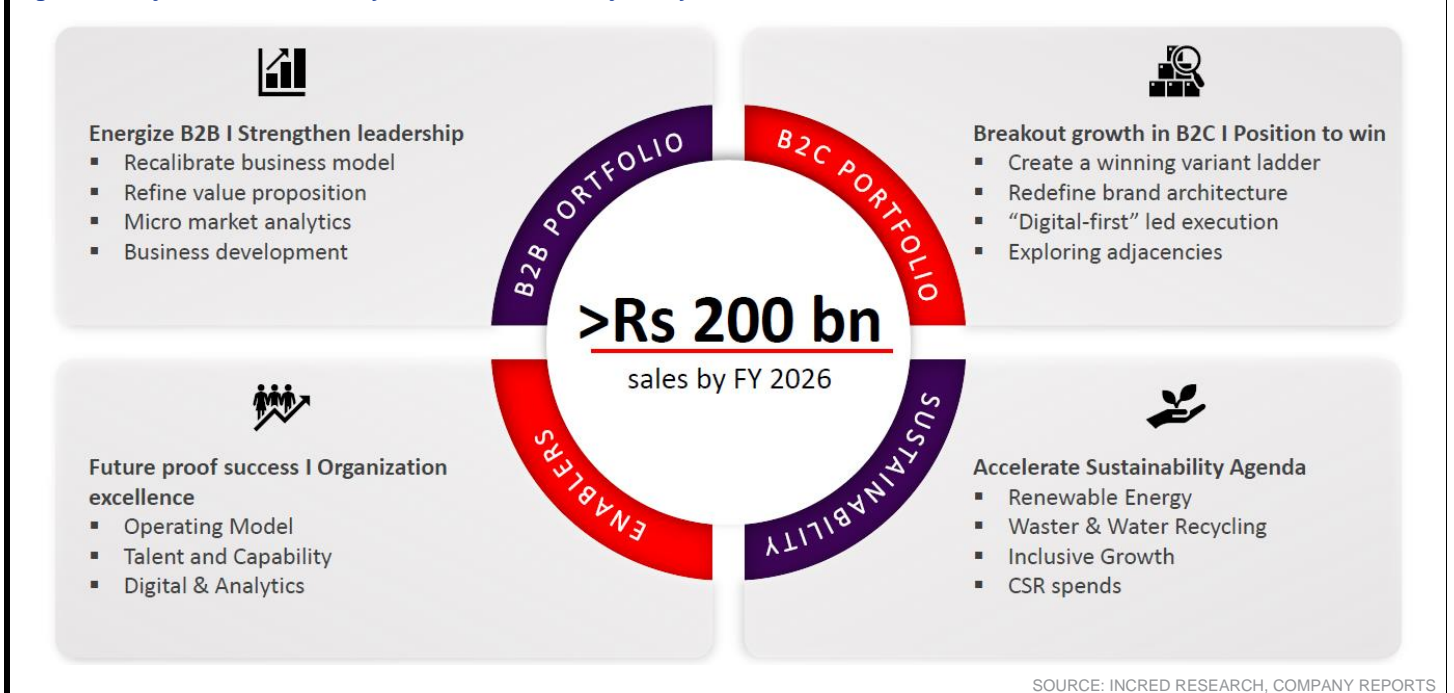 Energize B2B I Strengthen leadership
▪ Recalibrate business model
▪ Refine value proposition
▪ Micro market analytics
▪ Business development
Breakout growth in B2C I Position to win
▪ Create a winning variant ladder
▪ Redefine brand architecture
▪ “Digital-first” led execution
▪ Exploring adjacencies
B2B PORTFOLIO
B2C PORTFOLIO
>Rs 200 bn
sales by FY 2026
ENABLERS
SUSTAINABILITY
Future proof success I Organization
excellence
▪ Operating Model
▪ Talent and Capability
▪ Digital & Analytics
Accelerate Sustainability Agenda
▪ Renewable Energy
▪ Waster & Water Recycling
▪ Inclusive Growth
▪ CSR spends
SOURCE: INCRED RESEARCH, COMPANY REPORTS